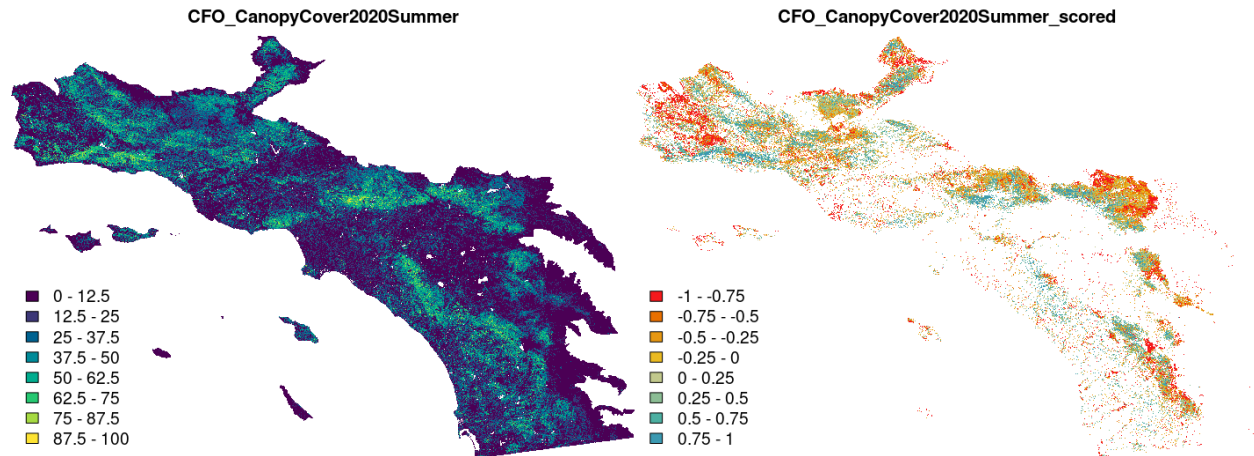 CFO_CanopyCover2020Summer
0 - 12.5
12.5 - 25
25 - 37.5
37.5 - 50
50 - 62.5
62.5 - 75
75 - 87.5
87.5 - 100
CFO_CanopyCover2020Summer_scored
-1 - -0.75
-0.75 - -0.5
-0.5 - -0.25
-0.25 - 0
0 - 0.25
0.25 - 0.5
0.5 - 0.75
0.75 - 1